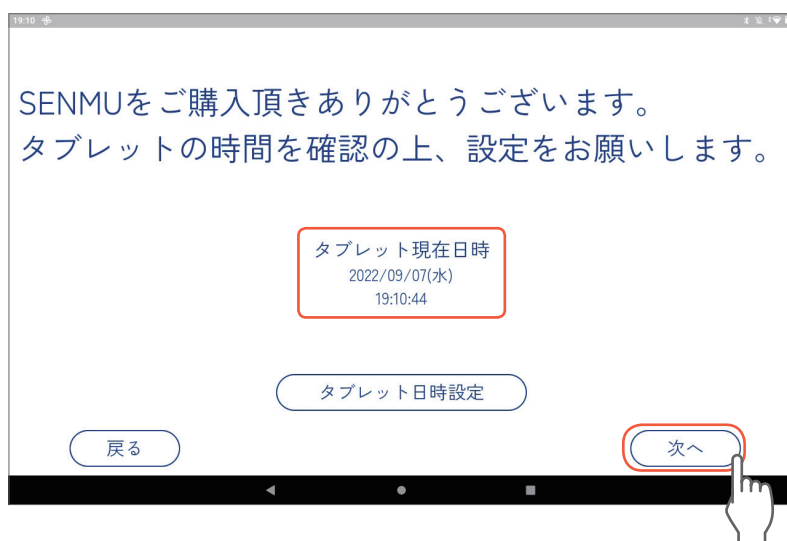 19:10
SENMUをご購入頂きありがとうございます。
タブレットの時間を確認の上、設定をお願いします。
タブレット現在日時
2022/09/07(水)
19:10:44
タブレット日時設定
戻る
次へ